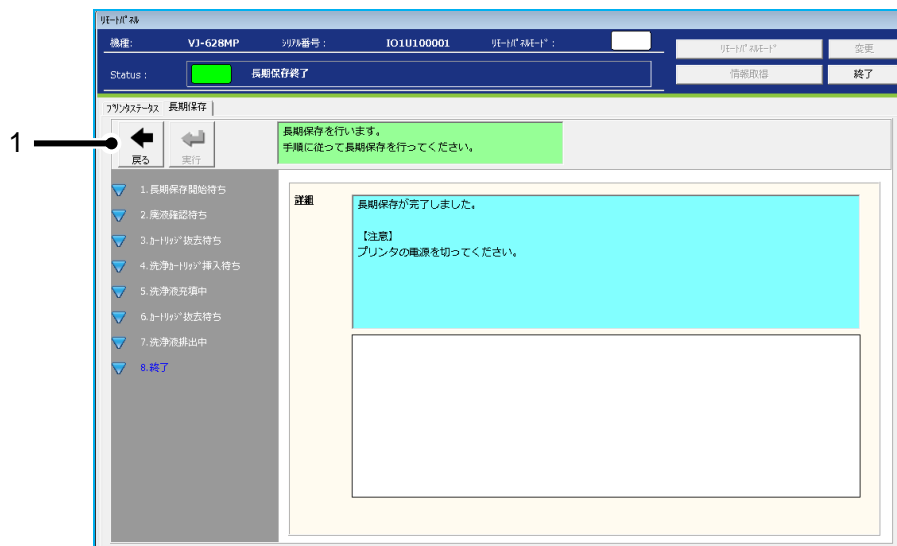 ﾘﾓｰﾄﾊﾟﾈﾙ
機種:
VJ-628MP
ｼﾘｱﾙ番号 :
IO1U100001
ﾘﾓｰﾄﾊﾟﾈﾙﾓｰﾄﾞ :
ﾘﾓｰﾄﾊﾟﾈﾙﾓｰﾄﾞ
変更
Status :
長期保存終了
情報取得
終了
ﾌﾟﾘﾝﾀｽﾃｰﾀｽ
長期保存
1
戻る
実行
長期保存を行います。
手順に従って長期保存を行ってください。
1.長期保存開始待ち
2.廃液確認待ち
3.ｶｰﾄﾘｯｼﾞ抜去待ち
4.洗浄ｶｰﾄﾘｯｼﾞ挿入待ち
5.洗浄液充填中
6.ｶｰﾄﾘｯｼﾞ抜去待ち
7.洗浄液排出中
8.終了
詳細
長期保存が完了しました。
【注意】
プリンタの電源を切ってください。